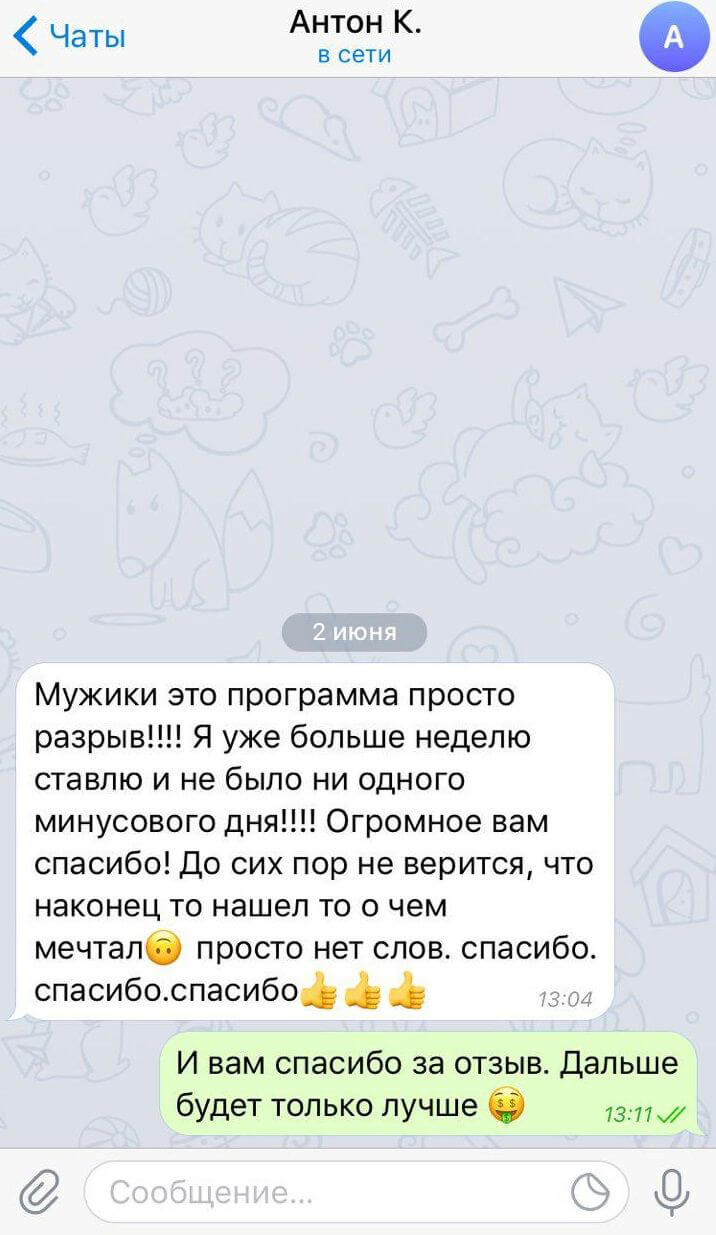 Чаты
Антон К.
в сети
А
2 июня
Мужики это программа просто
разрыв!!!! Я уже больше неделю
ставлю и не было ни одного
минусового дня!!!! Огромное вам
спасибо! До сих пор не верится, что
наконец то нашел то о чем
мечтал🙃 просто нет слов. спасибо.
спасибо.спасибо👍👍👍
13:04
И вам спасибо за отзыв. Дальше
будет только лучше 🤑
13:11
Сообщение...